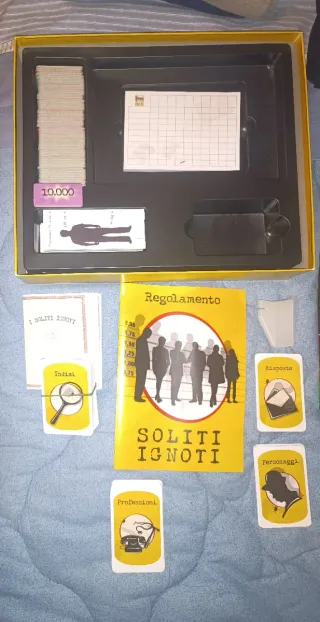 10.000
I SOLITI IGNOTI
Regolamento
SOLITI
IGNOTI
Indizi
Risposte
Personaggi
Professioni